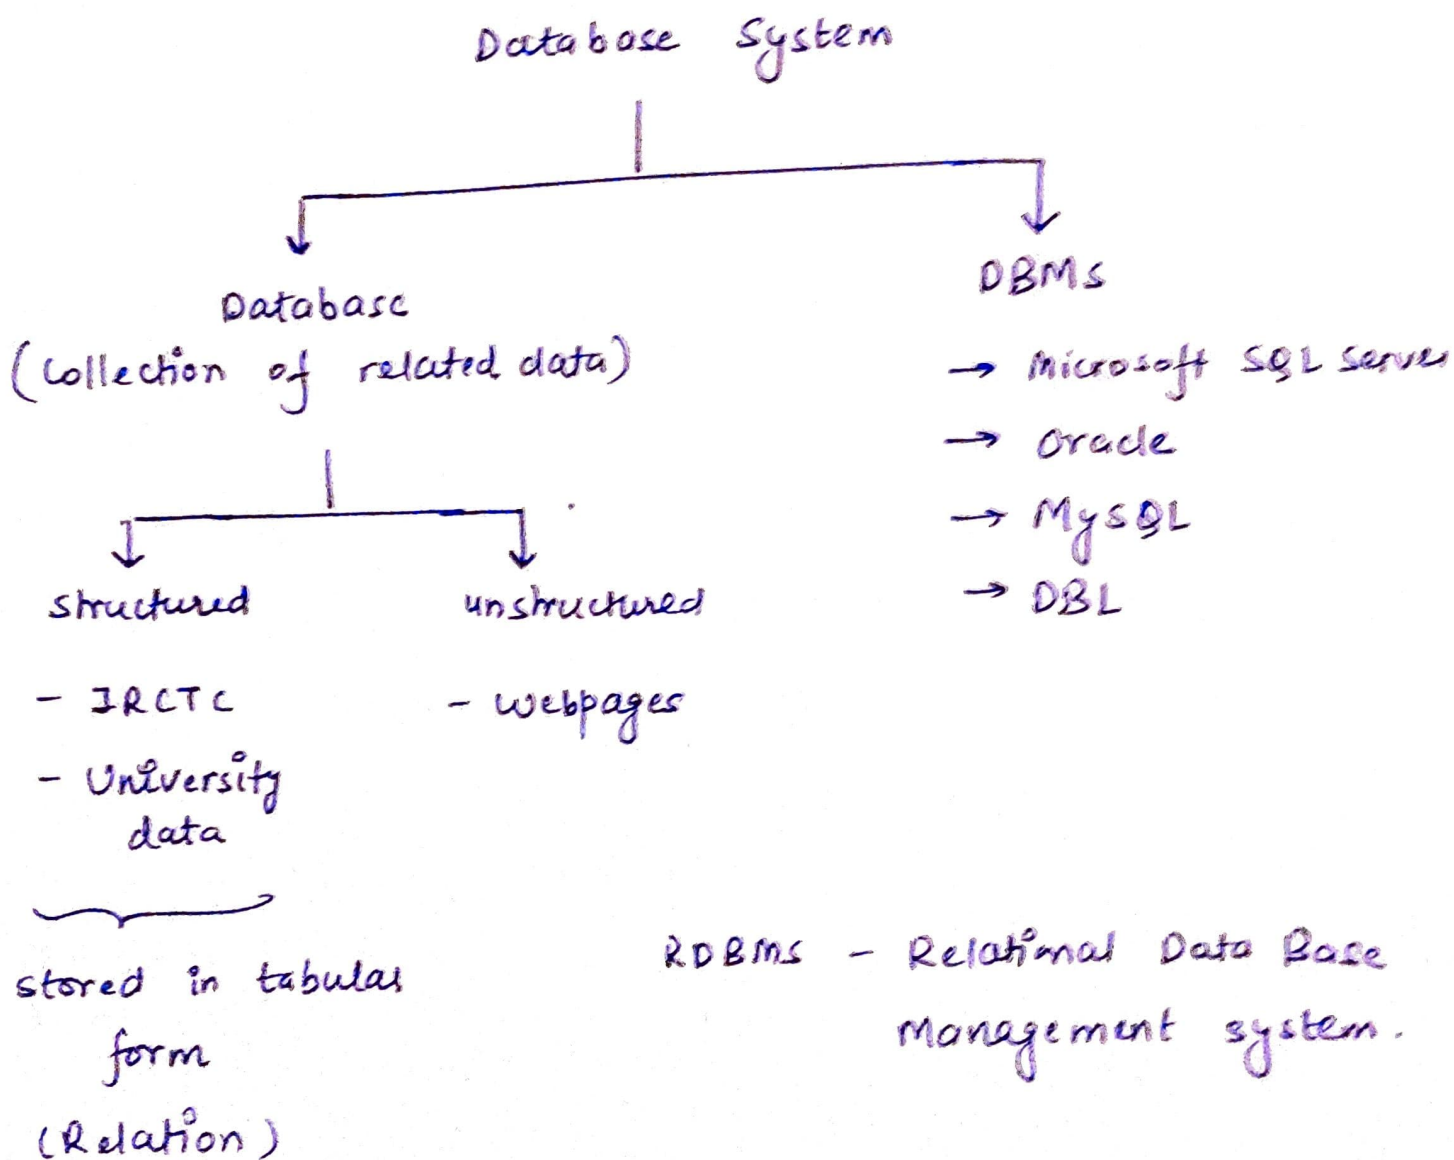 Database System
Database
(collection of related data)
DBMS
→ Microsoft SQL Server
→ Oracle
→ MySQL
→ DBL
structured
- IRCTC
- University
data
stored in tabular
form
(Relation)
unstructured
- webpages
RDBMS - Relational Data Base
Management system.